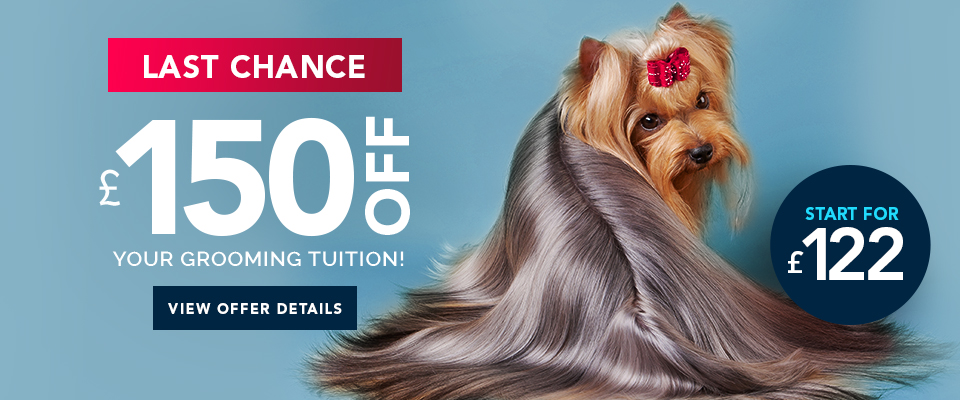 LAST CHANCE
£150 OFF
YOUR GROOMING TUITION!
VIEW OFFER DETAILS
START FOR
£122